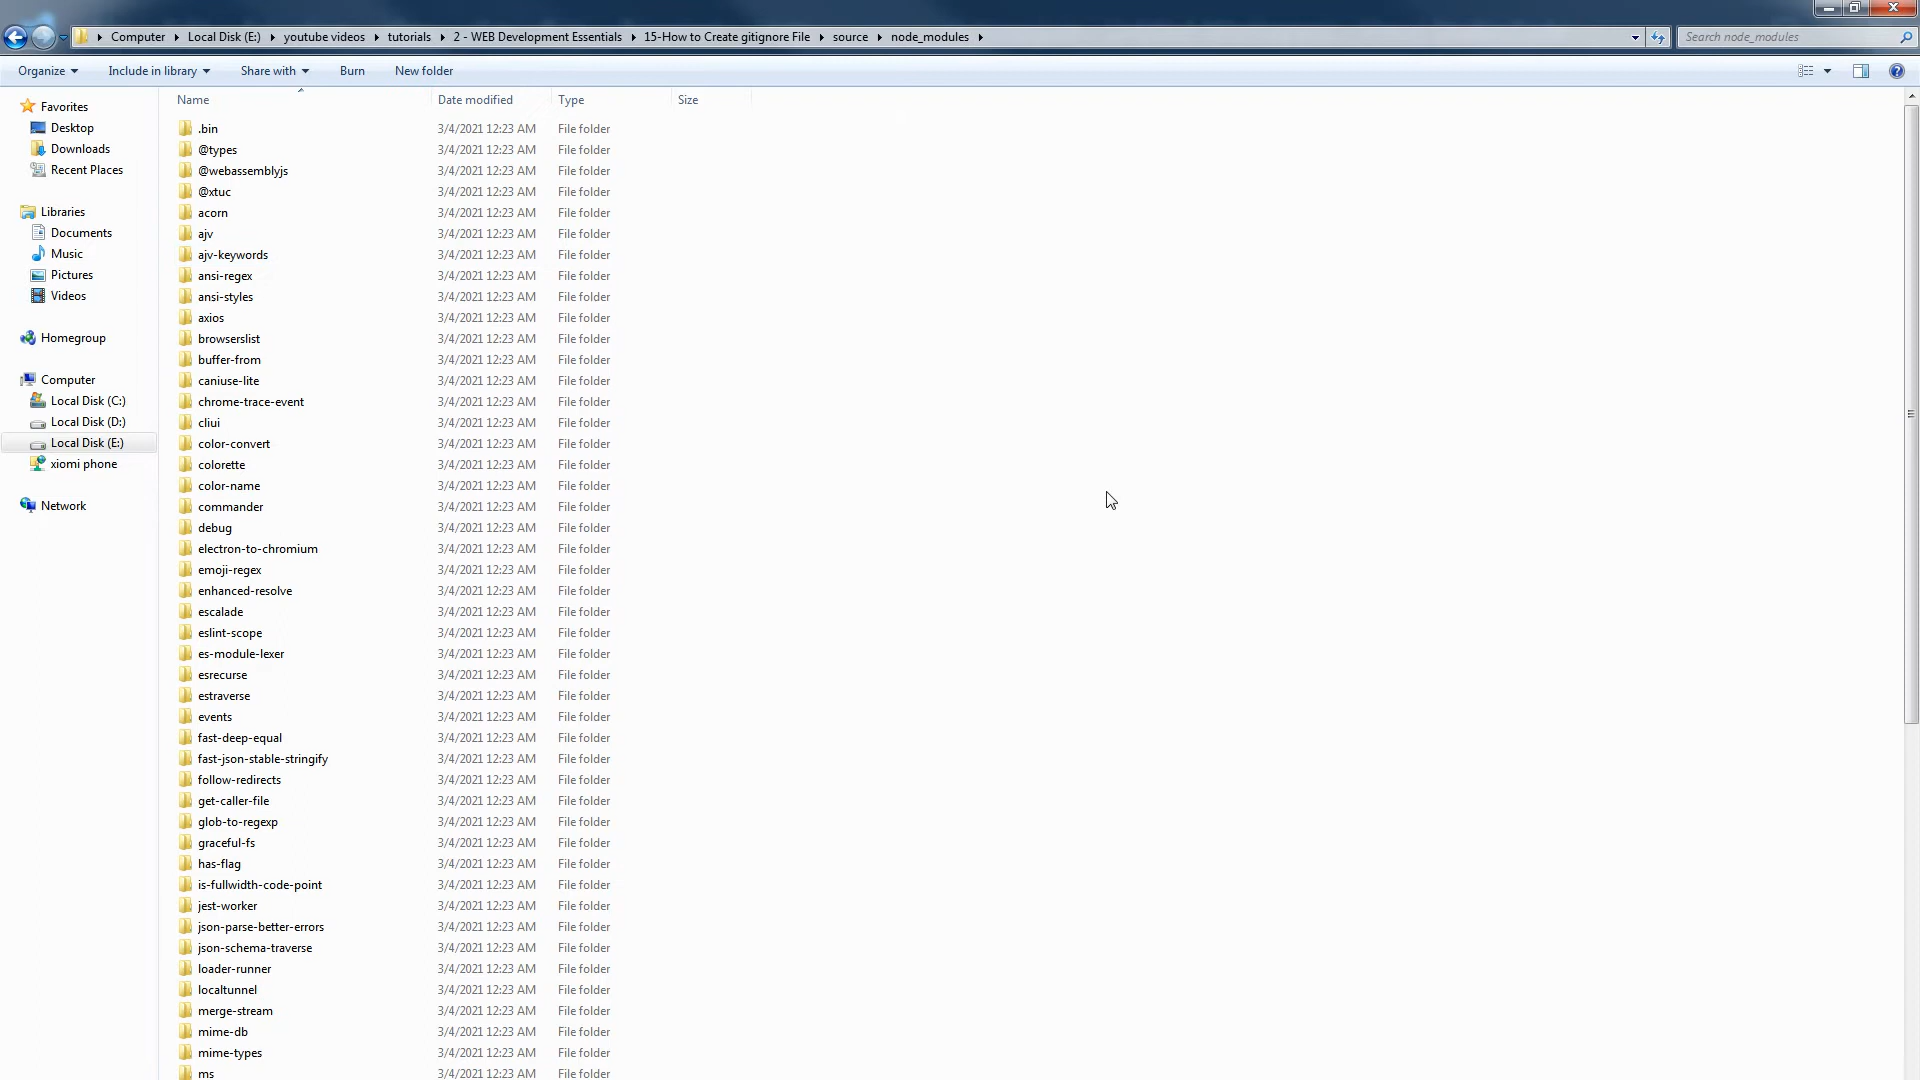 Computer Local Disk (E:) youtube videos tutorials 2 - WEB Development Essentials 15-How to Create gitignore File source node_modules Search node_modules
Organize Include in library Share with Burn New folder
Favorites
Desktop
Downloads
Recent Places
Libraries
Documents
Music
Pictures
Videos
Homegroup
Computer
Local Disk (C:)
Local Disk (D:)
Local Disk (E:)
xiomi phone
Network
Name Date modified Type Size
.bin 3/4/2021 12:23 AM File folder
@types 3/4/2021 12:23 AM File folder
@webassemblyjs 3/4/2021 12:23 AM File folder
@xtuc 3/4/2021 12:23 AM File folder
acorn 3/4/2021 12:23 AM File folder
ajv 3/4/2021 12:23 AM File folder
ajv-keywords 3/4/2021 12:23 AM File folder
ansi-regex 3/4/2021 12:23 AM File folder
ansi-styles 3/4/2021 12:23 AM File folder
axios 3/4/2021 12:23 AM File folder
browserslist 3/4/2021 12:23 AM File folder
buffer-from 3/4/2021 12:23 AM File folder
caniuse-lite 3/4/2021 12:23 AM File folder
chrome-trace-event 3/4/2021 12:23 AM File folder
cliui 3/4/2021 12:23 AM File folder
color-convert 3/4/2021 12:23 AM File folder
colorette 3/4/2021 12:23 AM File folder
color-name 3/4/2021 12:23 AM File folder
commander 3/4/2021 12:23 AM File folder
debug 3/4/2021 12:23 AM File folder
electron-to-chromium 3/4/2021 12:23 AM File folder
emoji-regex 3/4/2021 12:23 AM File folder
enhanced-resolve 3/4/2021 12:23 AM File folder
escalade 3/4/2021 12:23 AM File folder
eslint-scope 3/4/2021 12:23 AM File folder
es-module-lexer 3/4/2021 12:23 AM File folder
esrecurse 3/4/2021 12:23 AM File folder
estraverse 3/4/2021 12:23 AM File folder
events 3/4/2021 12:23 AM File folder
fast-deep-equal 3/4/2021 12:23 AM File folder
fast-json-stable-stringify 3/4/2021 12:23 AM File folder
follow-redirects 3/4/2021 12:23 AM File folder
get-caller-file 3/4/2021 12:23 AM File folder
glob-to-regexp 3/4/2021 12:23 AM File folder
graceful-fs 3/4/2021 12:23 AM File folder
has-flag 3/4/2021 12:23 AM File folder
is-fullwidth-code-point 3/4/2021 12:23 AM File folder
jest-worker 3/4/2021 12:23 AM File folder
json-parse-better-errors 3/4/2021 12:23 AM File folder
json-schema-traverse 3/4/2021 12:23 AM File folder
loader-runner 3/4/2021 12:23 AM File folder
localtunnel 3/4/2021 12:23 AM File folder
merge-stream 3/4/2021 12:23 AM File folder
mime-db 3/4/2021 12:23 AM File folder
mime-types 3/4/2021 12:23 AM File folder
ms 3/4/2021 12:23 AM File folder